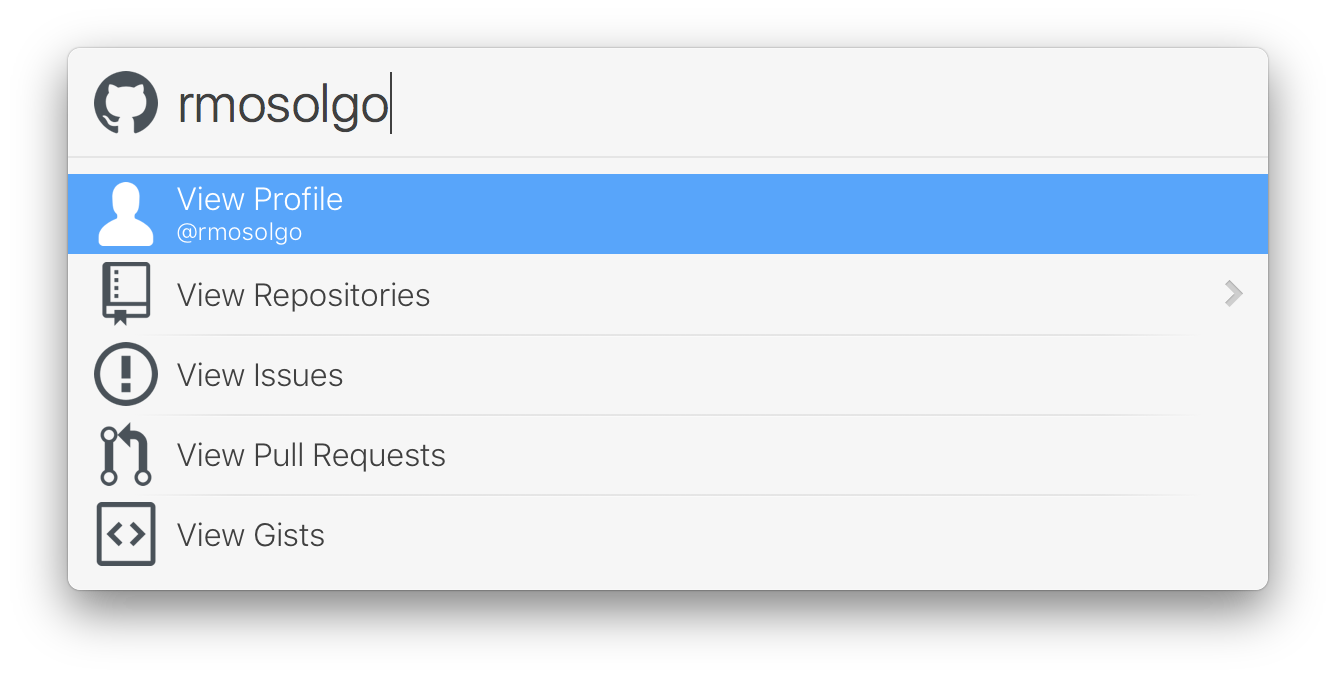 rmosolgo
View Profile
@rmosolgo
View Repositories
View Issues
View Pull Requests
View Gists